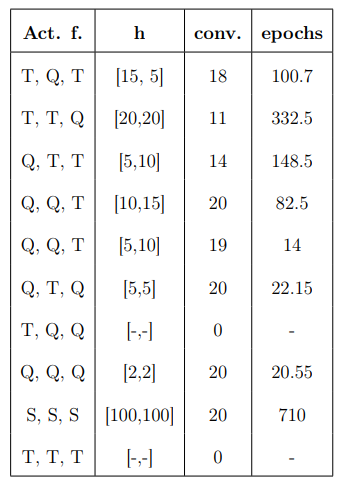 Act. f. h conv. epochs
T, Q, T [15, 5] 18 100.7
T, T, Q [20,20] 11 332.5
Q, T, T [5,10] 14 148.5
Q, Q, T [10,15] 20 82.5
Q, Q, T [5,10] 19 14
Q, T, Q [5,5] 20 22.15
T, Q, Q [-,-] 0 -
Q, Q, Q [2,2] 20 20.55
S, S, S [100,100] 20 710
T, T, T [-,-] 0 -